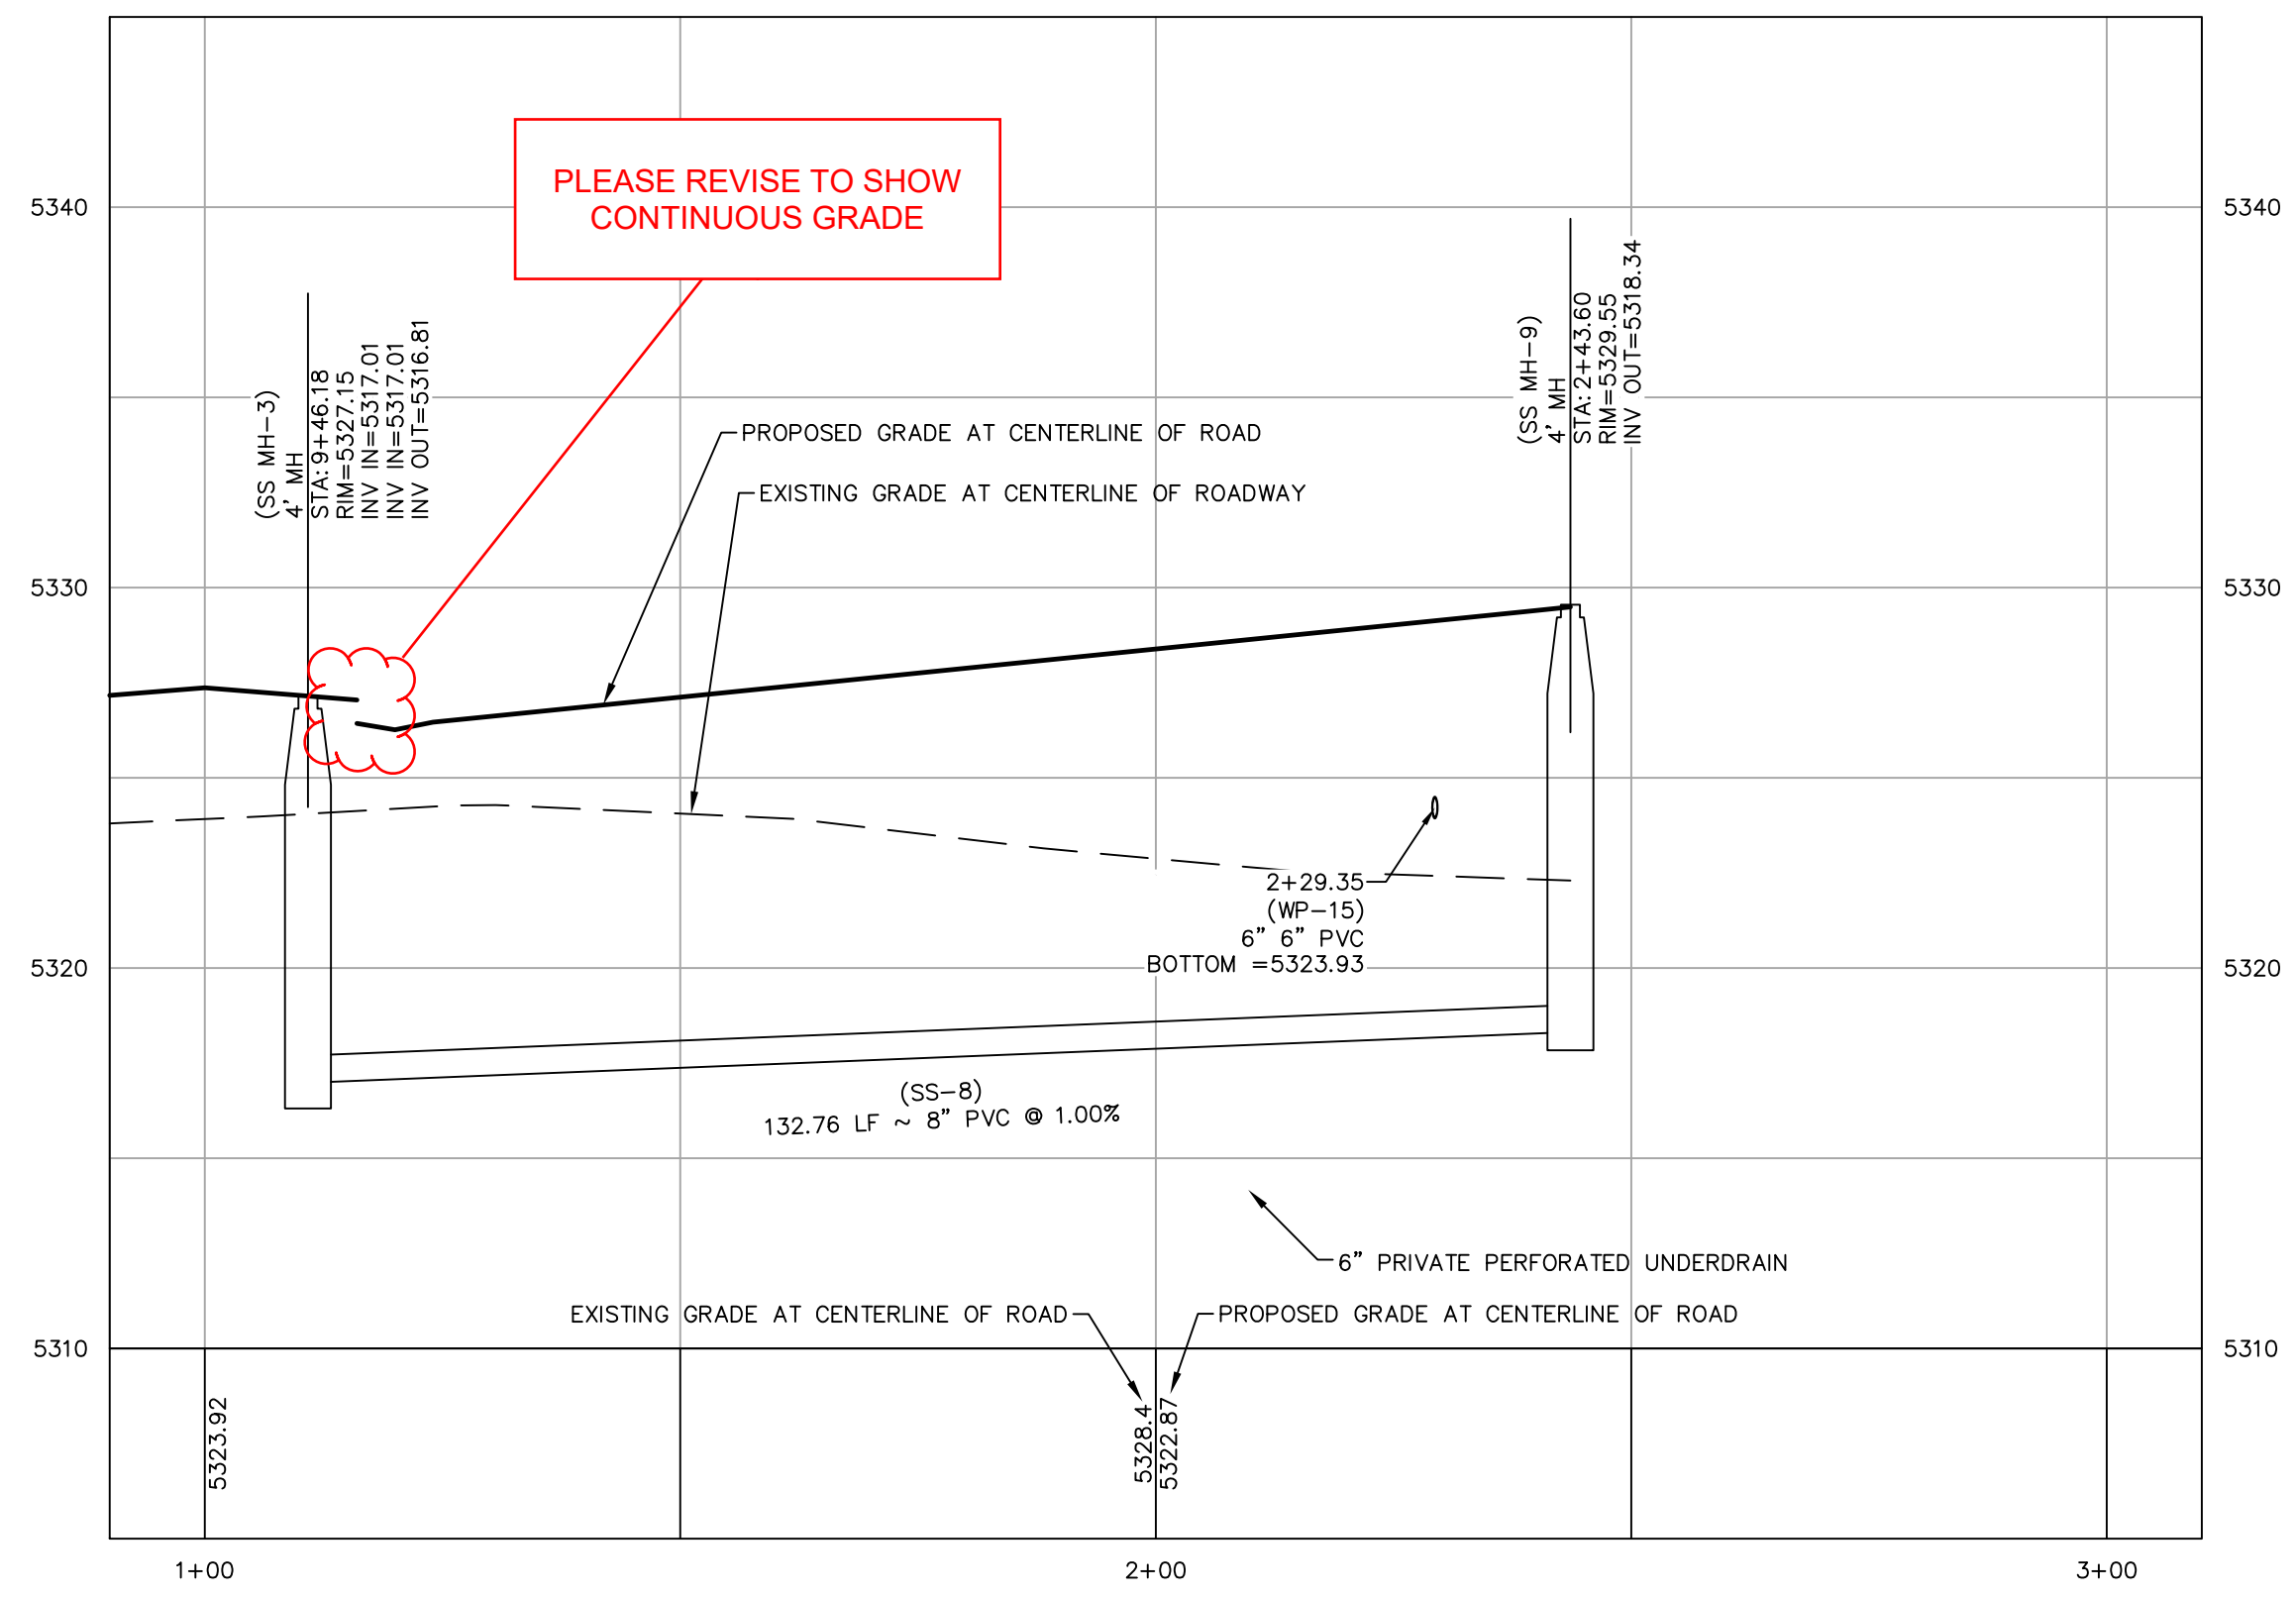 PLEASE REVISE TO SHOW
CONTINUOUS GRADE
5340
5340
(SS MH-3)
4' MH
STA: 9+46.18
RIM=5327.15
INV IN=5317.01
INV IN=5317.01
INV OUT=5316.81
(SS MH-9)
4' MH
STA: 2+43.60
RIM=5329.55
INV OUT=5318.34
PROPOSED GRADE AT CENTERLINE OF ROAD
EXISTING GRADE AT CENTERLINE OF ROADWAY
5330
5330
2+29.35
(WP-15)
6" 6" PVC
BOTTOM =5323.93
5320
5320
(SS-8)
132.76 LF ~ 8" PVC @ 1.00%
6" PRIVATE PERFORATED UNDERDRAIN
EXISTING GRADE AT CENTERLINE OF ROAD
PROPOSED GRADE AT CENTERLINE OF ROAD
5310
5310
5323.92
5328.4
5322.87
1+00
2+00
3+00